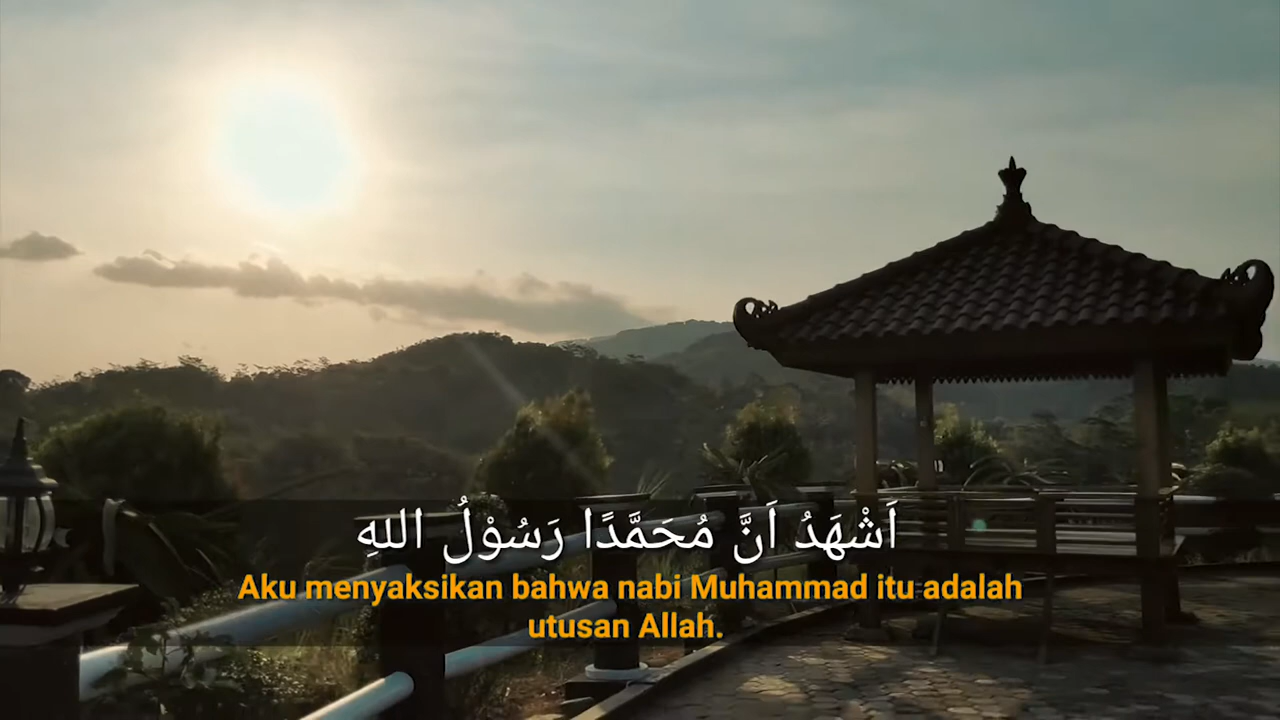 اَشْهَدُ اَنَّ مُحَمَّدًا رَسُوْلُ اللهِ
Aku menyaksikan bahwa nabi Muhammad itu adalah
utusan Allah.